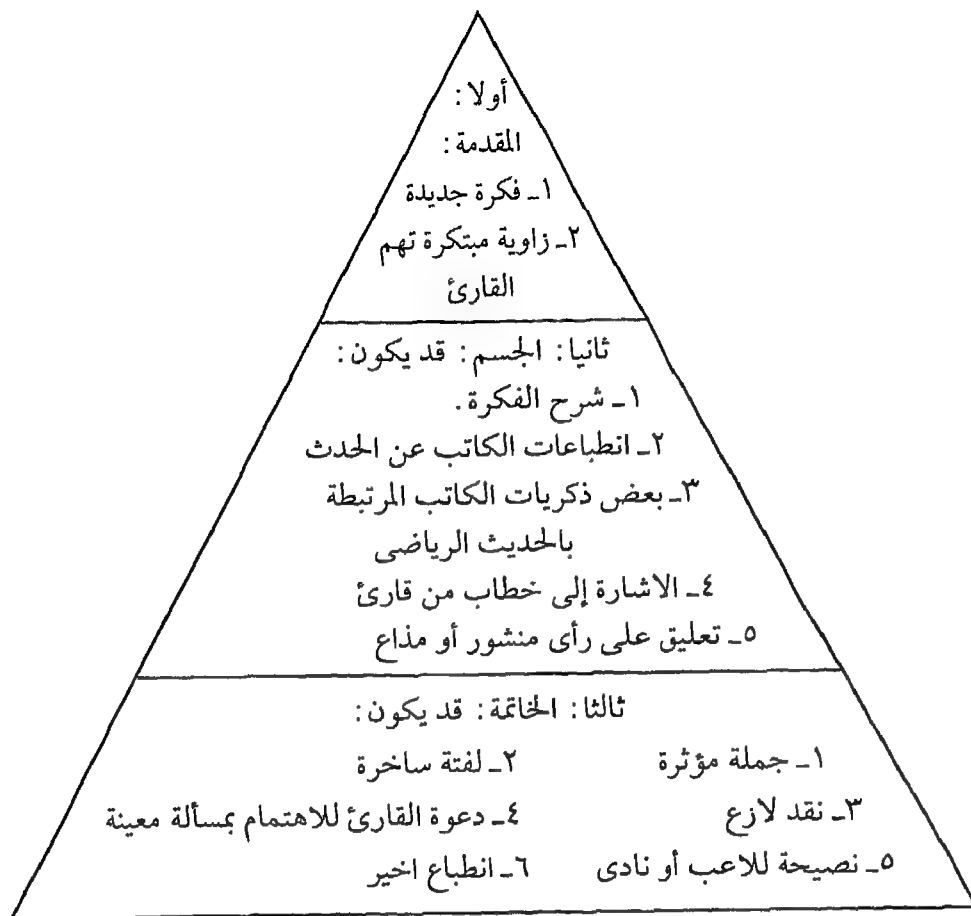 أولا :
المقدمة :
١ـ فكرة جديدة
٢ـ زاوية مبتكرة تهم
القارئ
ثانيا : الجسم : قد يكون :
١ـ شرح الفكرة .
٢ـ انطباعات الكاتب عن الحدث
٣ـ بعض ذكريات الكاتب المرتبطة
بالحديث الرياضى
٤ـ الاشارة إلى خطاب من قارئ
٥ـ تعليق على رأى منشور أو مذاع
ثالثا : الخاتمة : قد يكون :
١ـ جملة مؤثرة ٢ـ لفتة ساخرة
٣ـ نقد لازع ٤ـ دعوة القارئ للاهتمام بمسألة معينة
٥ـ نصيحة للاعب أو نادى ٦ـ انطباع اخير